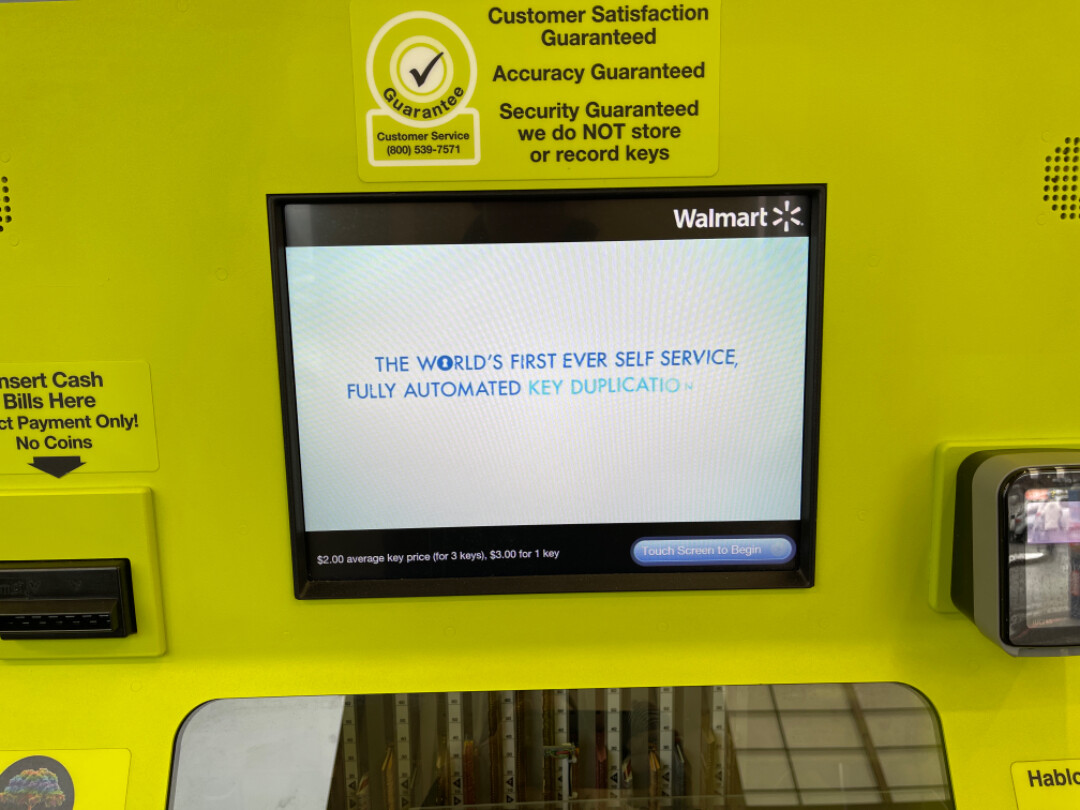 Customer Satisfaction
Guaranteed
Accuracy Guaranteed
Security Guaranteed
we do NOT store
or record keys
Guarantee
Customer Service
(800) 539-7571
Walmart
THE WORLD'S FIRST EVER SELF SERVICE,
FULLY AUTOMATED KEY DUPLICATION
$2.00 average key price (for 3 keys), $3.00 for 1 key
Touch Screen to Begin
nsert Cash
Bills Here
ct Payment Only!
No Coins
Hablo